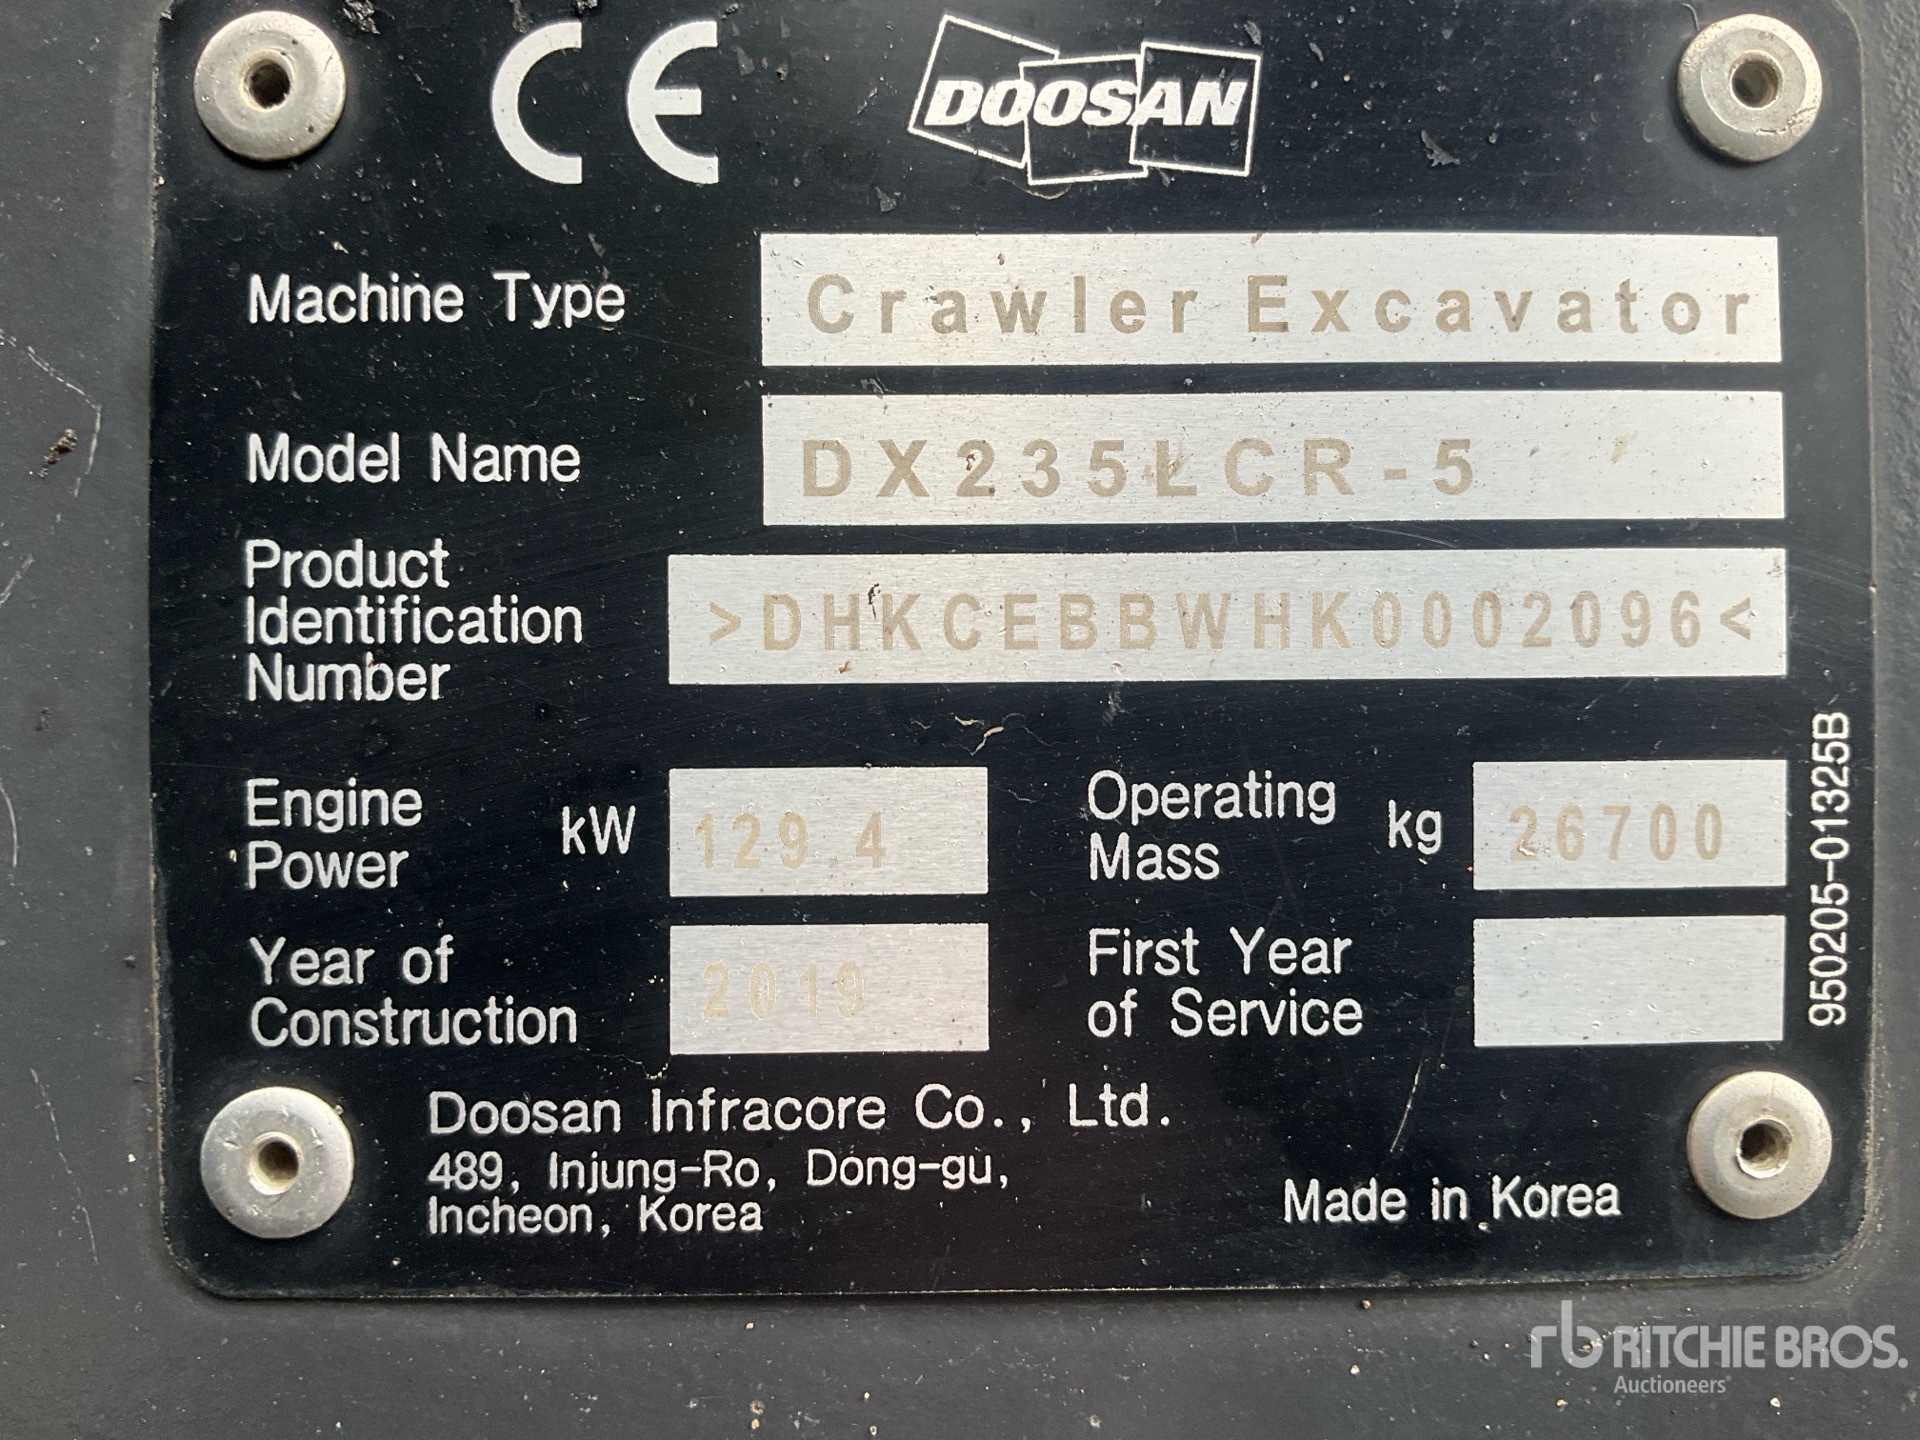 CE DOOSAN
Machine Type Crawler Excavator
Model Name DX235LCR-5
Product
Identification
Number >DHKCEBBWHK0002096<
Engine
Power kW 129.4
Operating
Mass kg 26700
Year of
Construction 2019
First Year
of Service
950205-01325B
Doosan Infracore Co., Ltd.
489, Injung-Ro, Dong-gu,
Incheon, Korea
Made in Korea
rb RITCHIE BROS.
Auctioneers